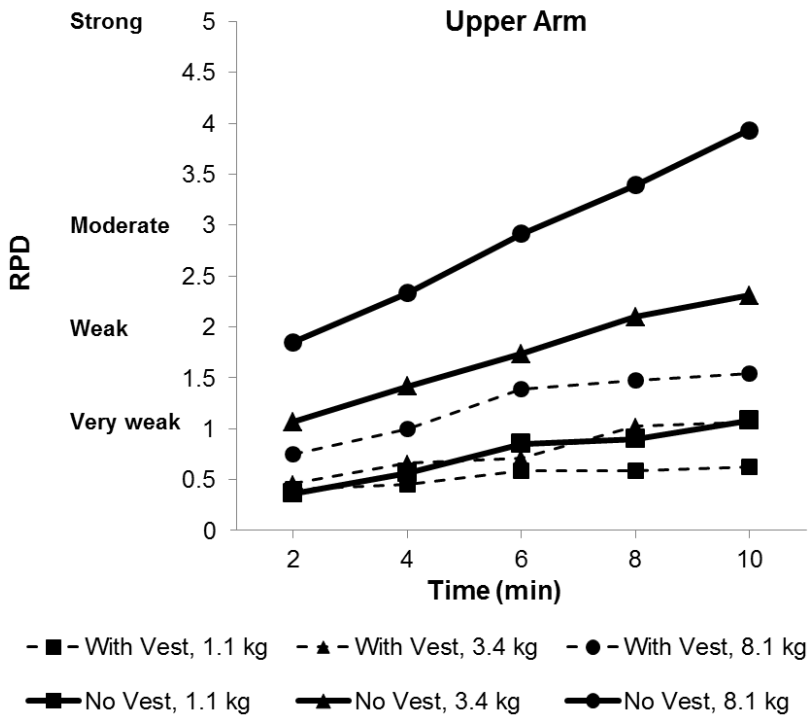 Upper Arm
Strong
Moderate
Weak
Very weak
RPD
5
4.5
4
3.5
3
2.5
2
1.5
1
0.5
0
2 4 6 8 10
Time (min)
With Vest, 1.1 kg With Vest, 3.4 kg With Vest, 8.1 kg
No Vest, 1.1 kg No Vest, 3.4 kg No Vest, 8.1 kg